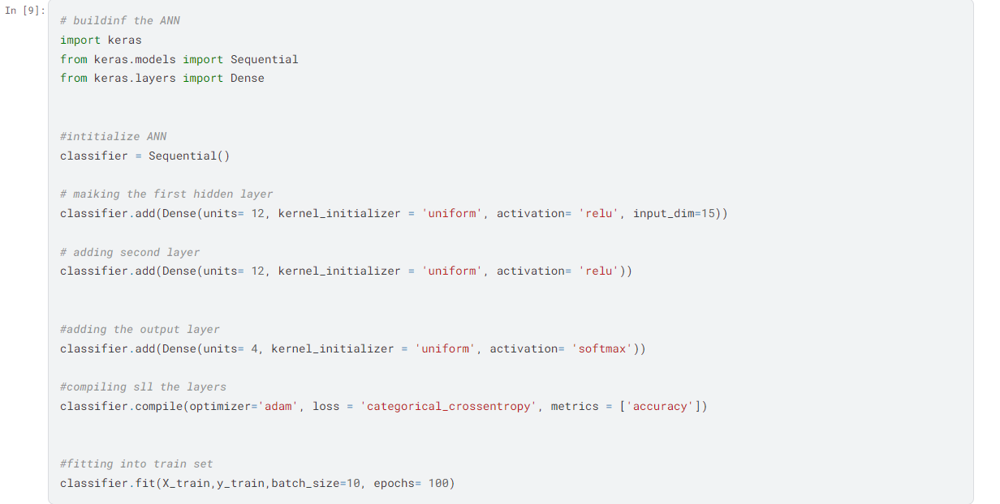 In [9]:
# buildinf the ANN
import keras
from keras.models import Sequential
from keras.layers import Dense
#intitialize ANN
classifier = Sequential()
# maiking the first hidden layer
classifier.add(Dense(units= 12, kernel_initializer = 'uniform', activation= 'relu', input_dim=15))
# adding second layer
classifier.add(Dense(units= 12, kernel_initializer = 'uniform', activation= 'relu'))
#adding the output layer
classifier.add(Dense(units= 4, kernel_initializer = 'uniform', activation= 'softmax'))
#compiling sll the layers
classifier.compile(optimizer='adam', loss = 'categorical_crossentropy', metrics = ['accuracy'])
#fitting into train set
classifier.fit(X_train,y_train,batch_size=10, epochs= 100)